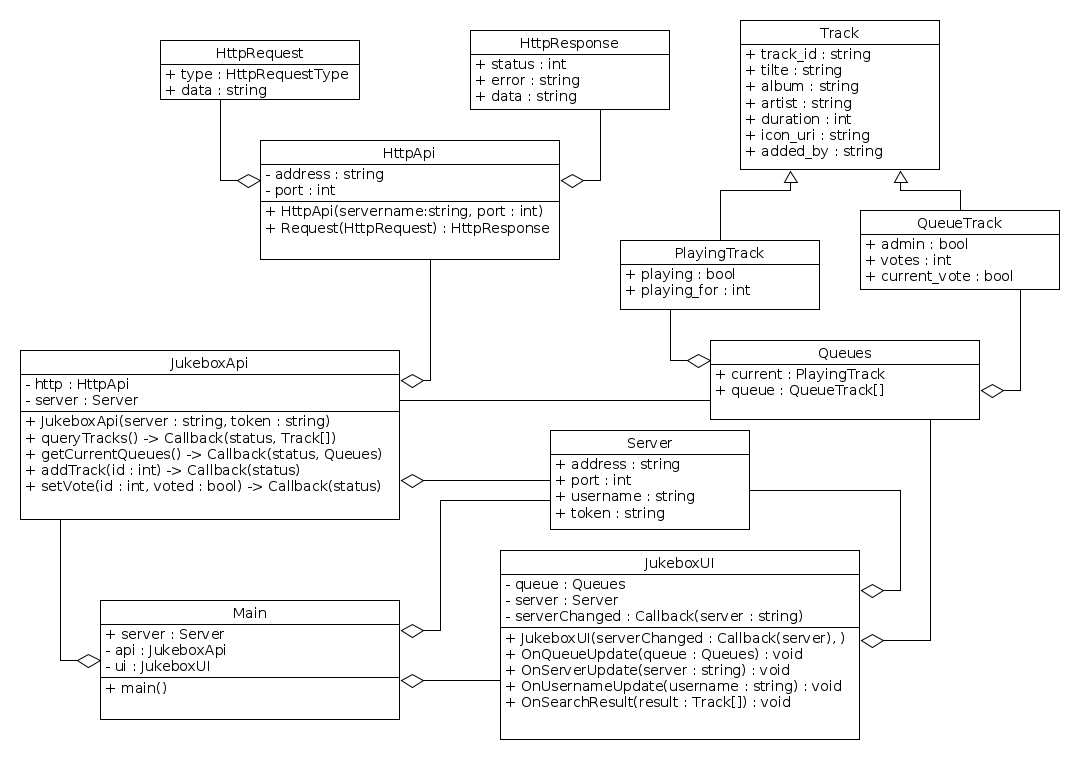 HttpRequest
+ type : HttpRequestType
+ data : string
HttpResponse
+ status : int
+ error : string
+ data : string
Track
+ track_id : string
+ tilte : string
+ album : string
+ artist : string
+ duration : int
+ icon_uri : string
+ added_by : string
HttpApi
- address : string
- port : int
+ HttpApi(servername:string, port : int)
+ Request(HttpRequest) : HttpResponse
PlayingTrack
+ playing : bool
+ playing_for : int
QueueTrack
+ admin : bool
+ votes : int
+ current_vote : bool
JukeboxApi
- http : HttpApi
- server : Server
+ JukeboxApi(server : string, token : string)
+ queryTracks() -> Callback(status, Track[])
+ getCurrentQueues() -> Callback(status, Queues)
+ addTrack(id : int) -> Callback(status)
+ setVote(id : int, voted : bool) -> Callback(status)
Queues
+ current : PlayingTrack
+ queue : QueueTrack[]
Server
+ address : string
+ port : int
+ username : string
+ token : string
Main
+ server : Server
- api : JukeboxApi
- ui : JukeboxUI
+ main()
JukeboxUI
- queue : Queues
- server : Server
- serverChanged : Callback(server : string)
+ JukeboxUI(serverChanged : Callback(server), )
+ OnQueueUpdate(queue : Queues) : void
+ OnServerUpdate(server : string) : void
+ OnUsernameUpdate(username : string) : void
+ OnSearchResult(result : Track[]) : void